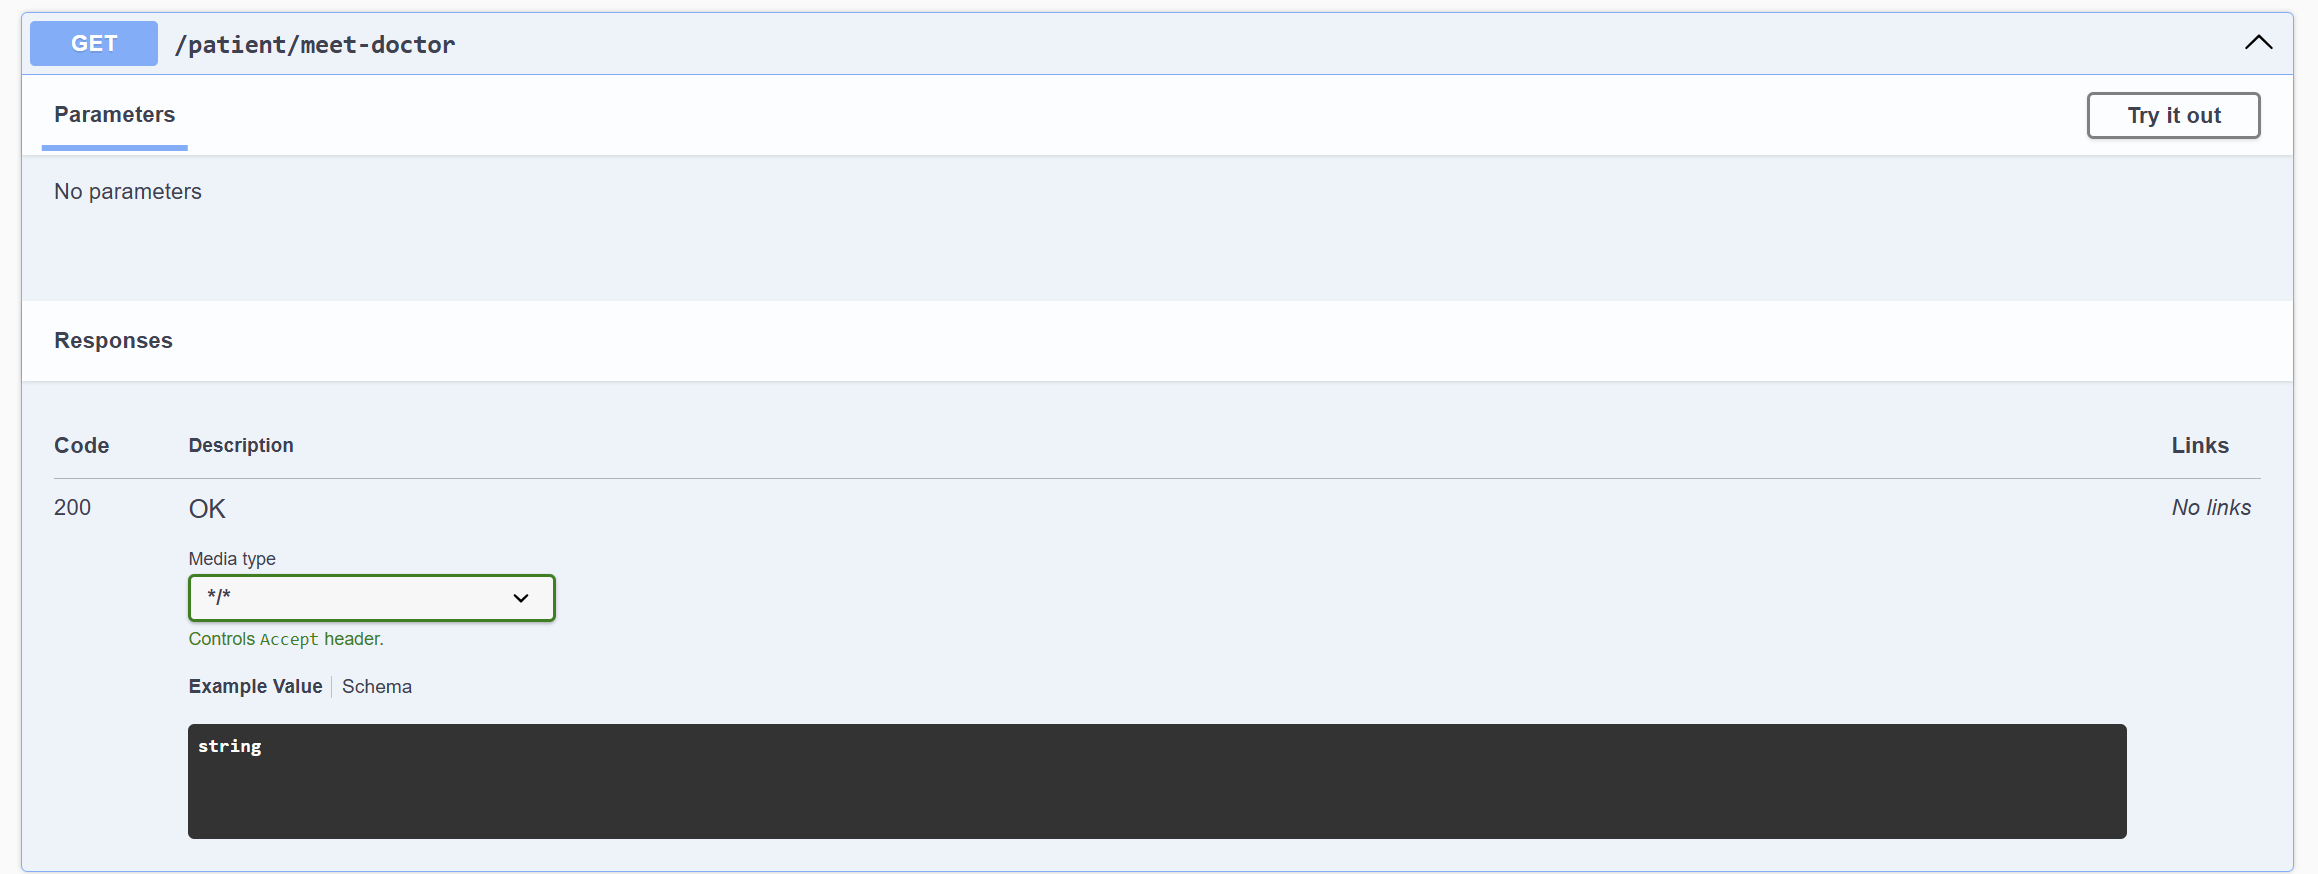 GET /patient/meet-doctor
Parameters
Try it out
No parameters
Responses
Code Description Links
200 OK No links
Media type
*/*
Controls Accept header.
Example Value Schema
string